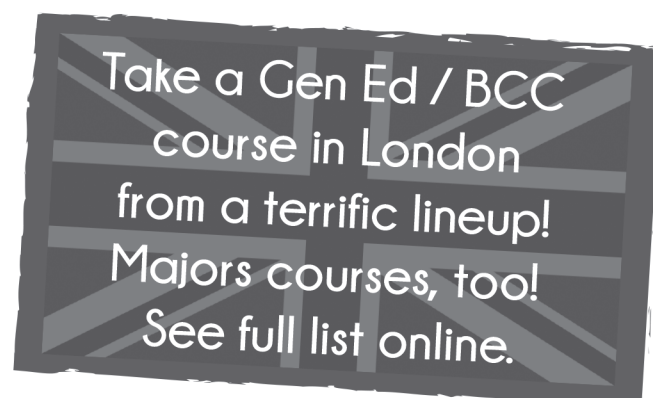 Take a Gen Ed / BCC
course in London
from a terrific lineup!
Majors courses, too!
See full list online.